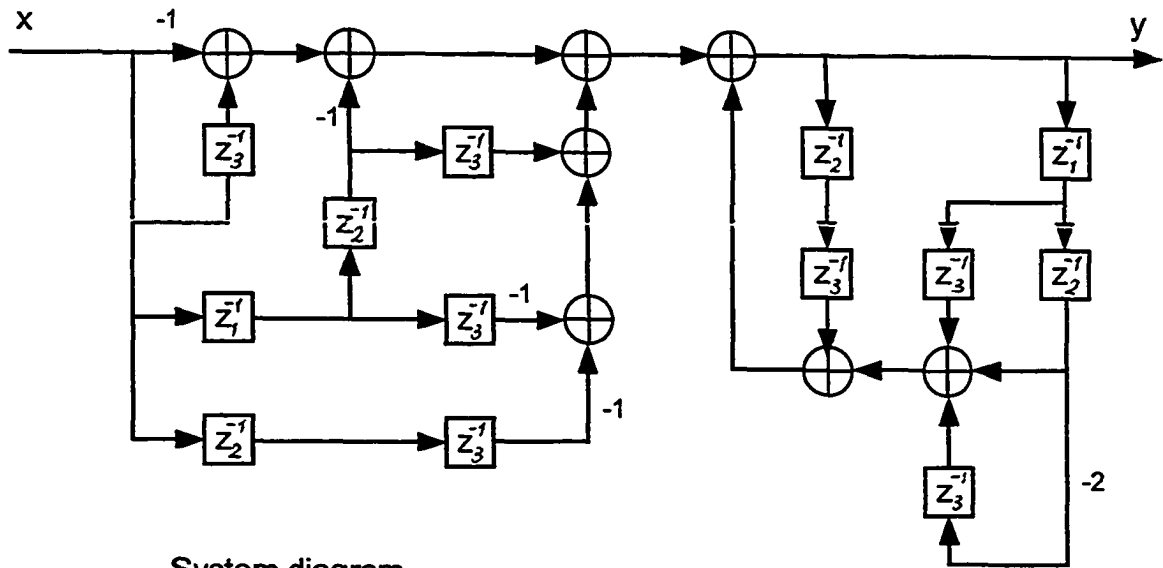 x -1 y
z₃⁻¹ -1 z₃⁻¹ z₂⁻¹ z₁⁻¹
z₂⁻¹ z₃⁻¹ z₃⁻¹ z₂⁻¹
z₁⁻¹ z₃⁻¹ -1
z₂⁻¹ z₃⁻¹ -1
z₃⁻¹ -2
System diagram